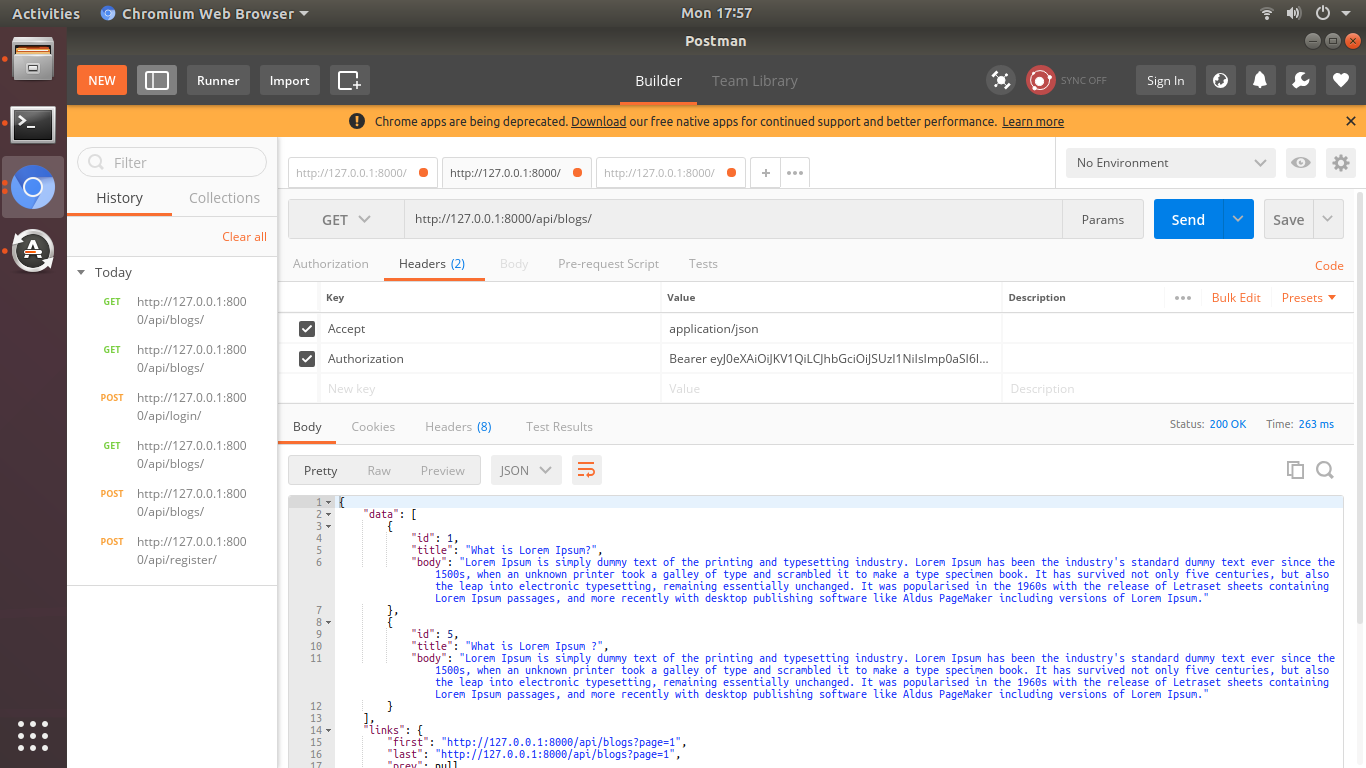 Activities Chromium Web Browser Mon 17:57
Postman
NEW Runner Import Builder Team Library SYNC OFF Sign In
Chrome apps are being deprecated. Download our free native apps for continued support and better performance. Learn more
Filter
History Collections
Clear all
Today
GET http://127.0.0.1:800
0/api/blogs/
GET http://127.0.0.1:800
0/api/blogs/
POST http://127.0.0.1:800
0/api/login/
GET http://127.0.0.1:800
0/api/blogs/
POST http://127.0.0.1:800
0/api/blogs/
POST http://127.0.0.1:800
0/api/register/
http://127.0.0.1:8000/ http://127.0.0.1:8000/ http://127.0.0.1:8000/ + •••
No Environment
GET http://127.0.0.1:8000/api/blogs/ Params Send Save
Authorization Headers (2) Body Pre-request Script Tests Code
Key Value Description ••• Bulk Edit Presets
Accept application/json
Authorization Bearer eyJ0eXAiOiJKV1QiLCJhbGciOiJSUzI1NiIsImp0aSI6I...
New key Value Description
Body Cookies Headers (8) Test Results Status: 200 OK Time: 263 ms
Pretty Raw Preview JSON
1 {
2 "data": [
3 {
4 "id": 1,
5 "title": "What is Lorem Ipsum?",
6 "body": "Lorem Ipsum is simply dummy text of the printing and typesetting industry. Lorem Ipsum has been the industry's standard dummy text ever since the
1500s, when an unknown printer took a galley of type and scrambled it to make a type specimen book. It has survived not only five centuries, but also
the leap into electronic typesetting, remaining essentially unchanged. It was popularised in the 1960s with the release of Letraset sheets containing
Lorem Ipsum passages, and more recently with desktop publishing software like Aldus PageMaker including versions of Lorem Ipsum."
7 },
8 {
9 "id": 5,
10 "title": "What is Lorem Ipsum ?",
11 "body": "Lorem Ipsum is simply dummy text of the printing and typesetting industry. Lorem Ipsum has been the industry's standard dummy text ever since the
1500s, when an unknown printer took a galley of type and scrambled it to make a type specimen book. It has survived not only five centuries, but also
the leap into electronic typesetting, remaining essentially unchanged. It was popularised in the 1960s with the release of Letraset sheets containing
Lorem Ipsum passages, and more recently with desktop publishing software like Aldus PageMaker including versions of Lorem Ipsum."
12 }
13 ],
14 "links": {
15 "first": "http://127.0.0.1:8000/api/blogs?page=1",
16 "last": "http://127.0.0.1:8000/api/blogs?page=1",
17 "prev": null